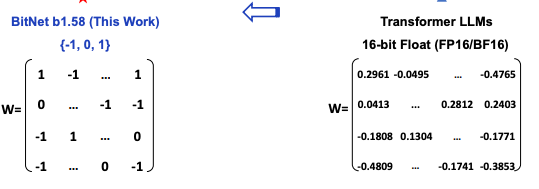 BitNet b1.58 (This Work)
{-1, 0, 1}
1 -1 ... 1
0 ... -1 -1
W=
-1 1 ... 0
-1 ... 0 -1
Transformer LLMs
16-bit Float (FP16/BF16)
0.2961 -0.0495 ... -0.4765
0.0413 ... 0.2812 0.2403
W=
-0.1808 0.1304 ... -0.1771
-0.4809 ... -0.1741 -0.3853